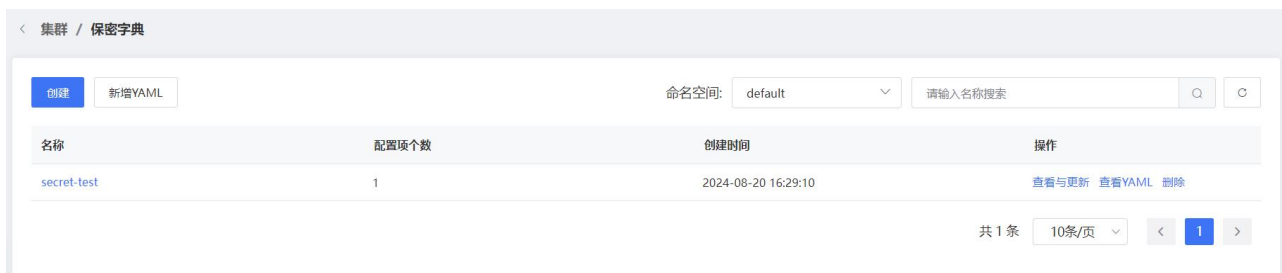 < 集群 / 保密字典
创建 新增YAML 命名空间: default 请输入名称搜索
名称 配置项个数 创建时间 操作
secret-test 1 2024-08-20 16:29:10 查看与更新 查看YAML 删除
共 1 条 10条/页 < 1 >